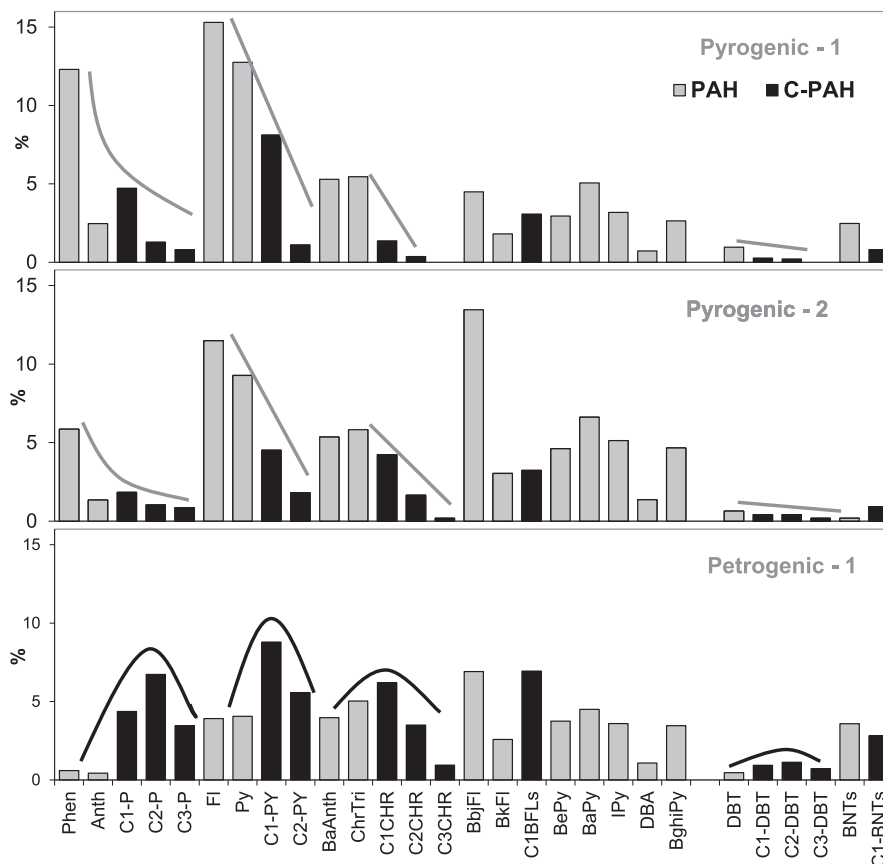 15
10
5
0
%
Pyrogenic - 1
PAH C-PAH
15
10
5
0
%
Pyrogenic - 2
15
10
5
0
%
Petrogenic - 1
Phen
Anth
C1-P
C2-P
C3-P
Fl
Py
C1-PY
C2-PY
BaAnth
ChrTri
C1CHR
C2CHR
C3CHR
BbjFl
BkFl
C1BFLs
BePy
BaPy
IPy
DBA
BghiPy
DBT
C1-DBT
C2-DBT
C3-DBT
BNTs
C1-BNTs